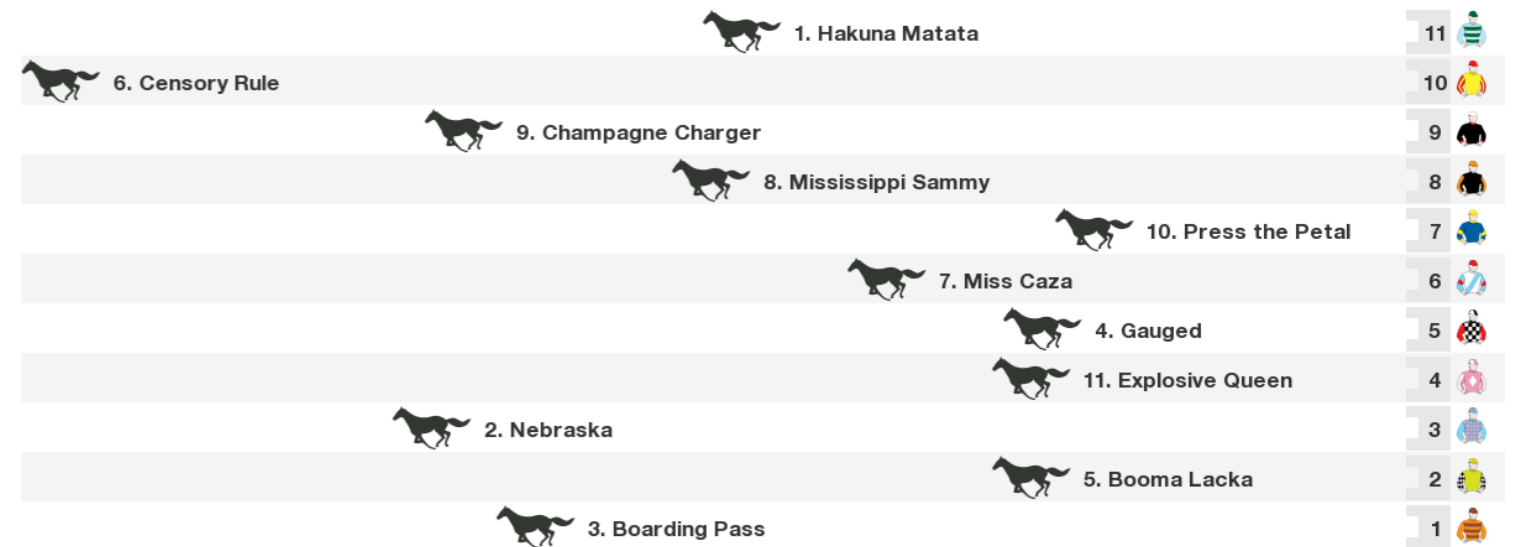 1. Hakuna Matata 11
6. Censory Rule 10
9. Champagne Charger 9
8. Mississippi Sammy 8
10. Press the Petal 7
7. Miss Caza 6
4. Gauged 5
11. Explosive Queen 4
2. Nebraska 3
5. Booma Lacka 2
3. Boarding Pass 1